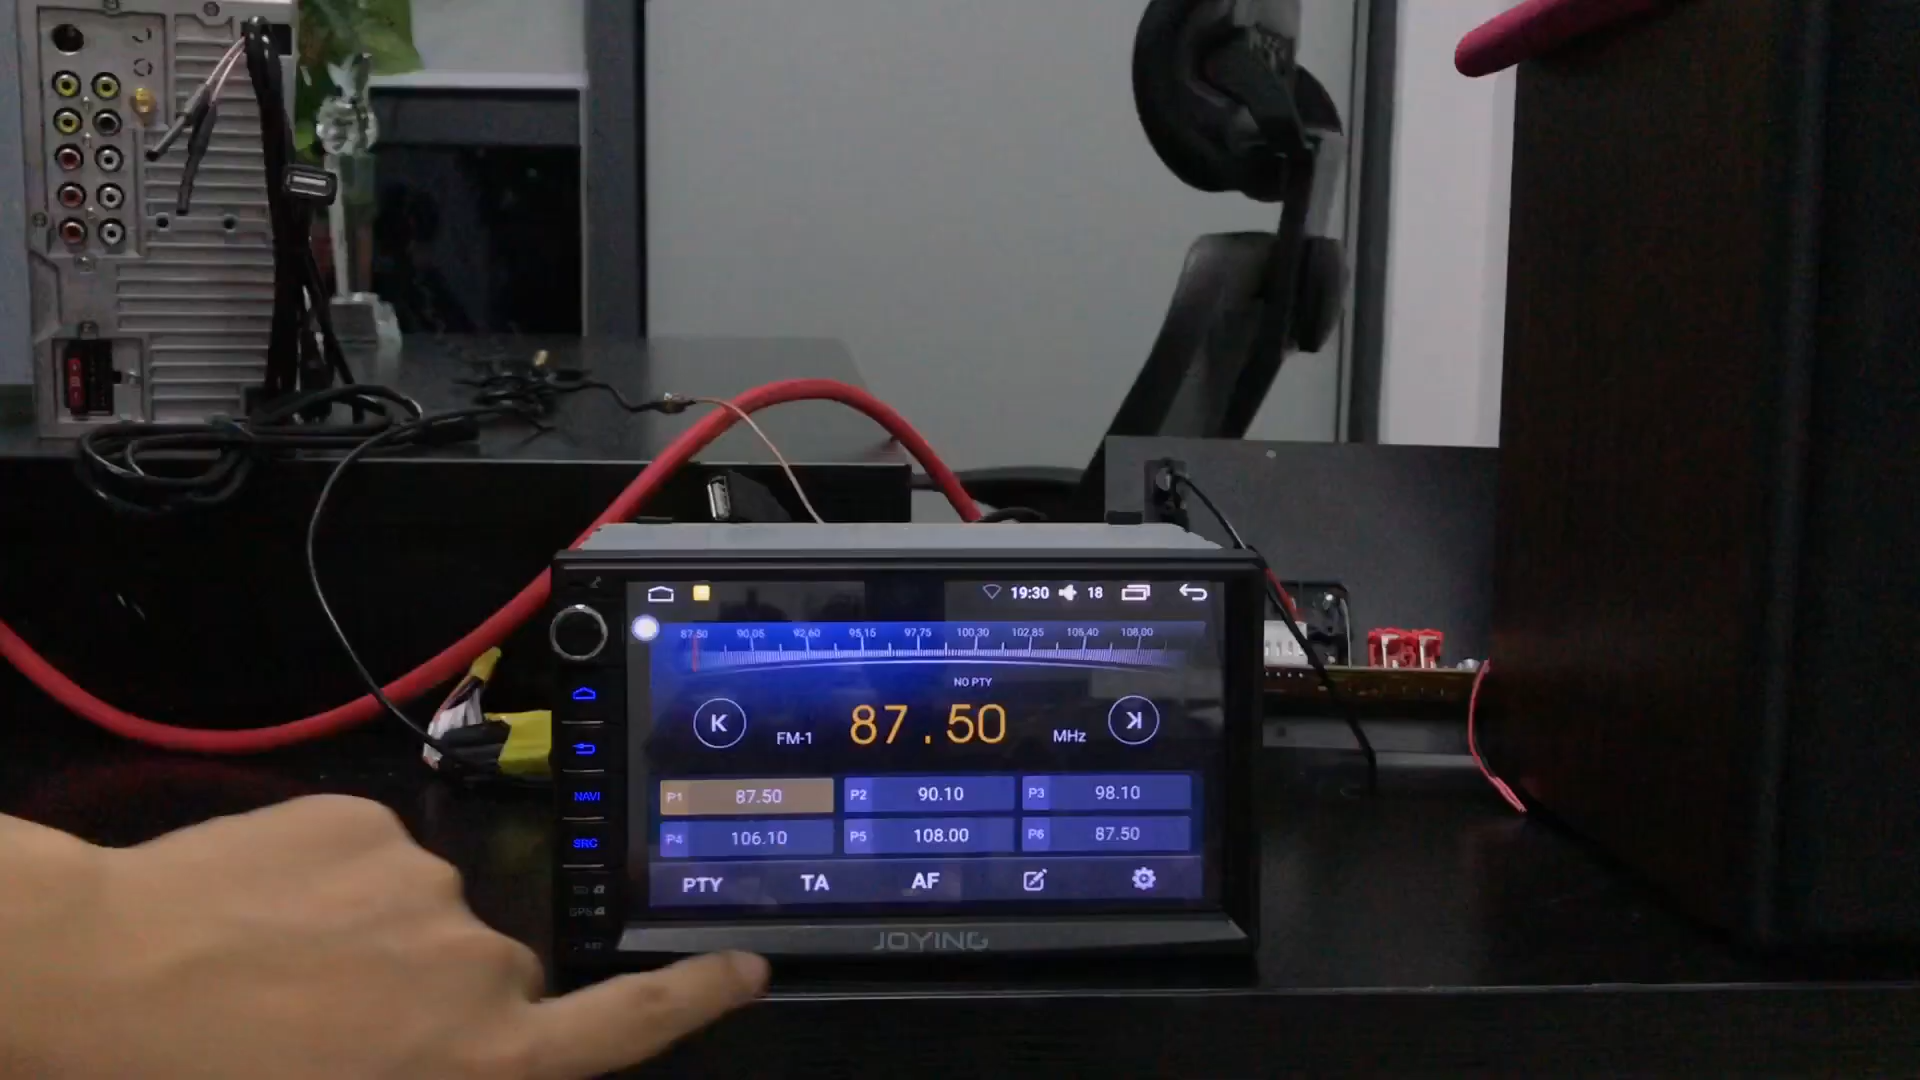 19:30 18
87.50 90.05 92.60 95.15 97.75 100.30 102.85 105.40 108.00
NO PTY
FM-1 87.50 MHz
P1 87.50 P2 90.10 P3 98.10
P4 106.10 P5 108.00 P6 87.50
PTY TA AF
NAVI
SRC
GPS
JOYING